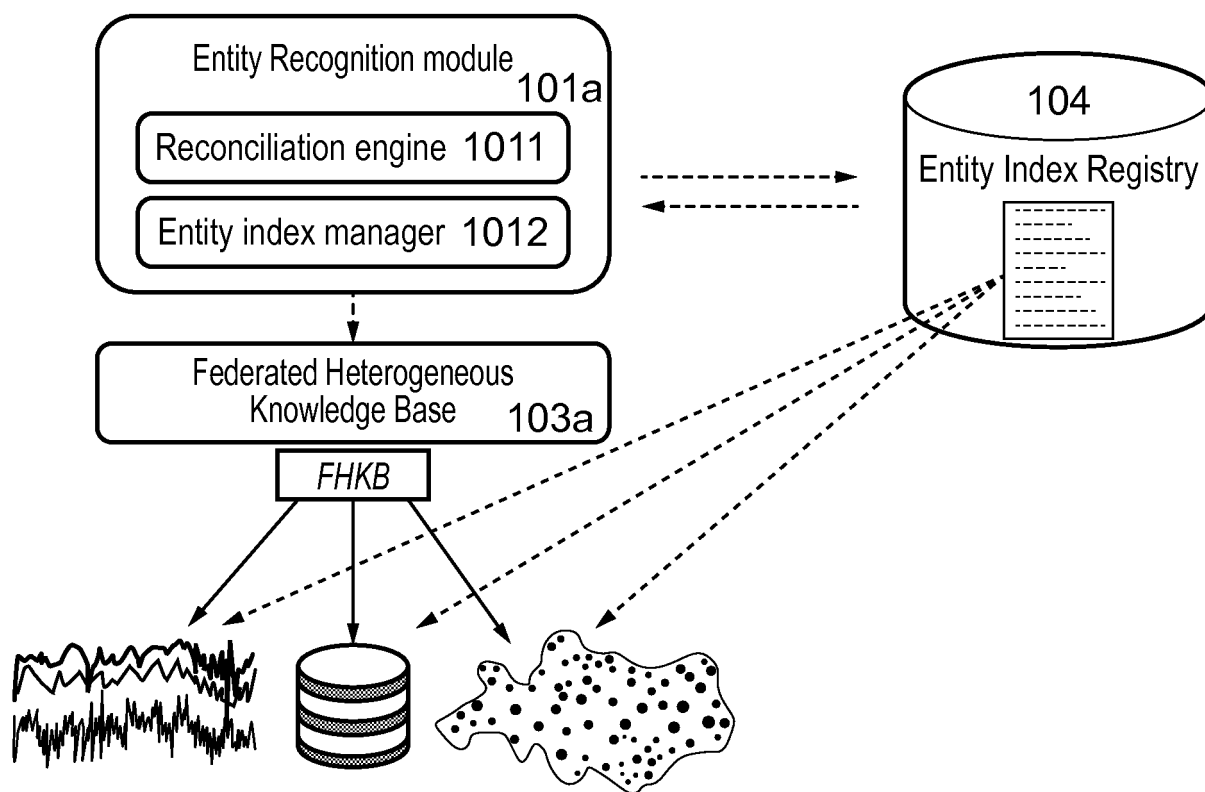 Entity Recognition module
101a
Reconciliation engine 1011
Entity index manager 1012
104
Entity Index Registry
Federated Heterogeneous
Knowledge Base 103a
FHKB